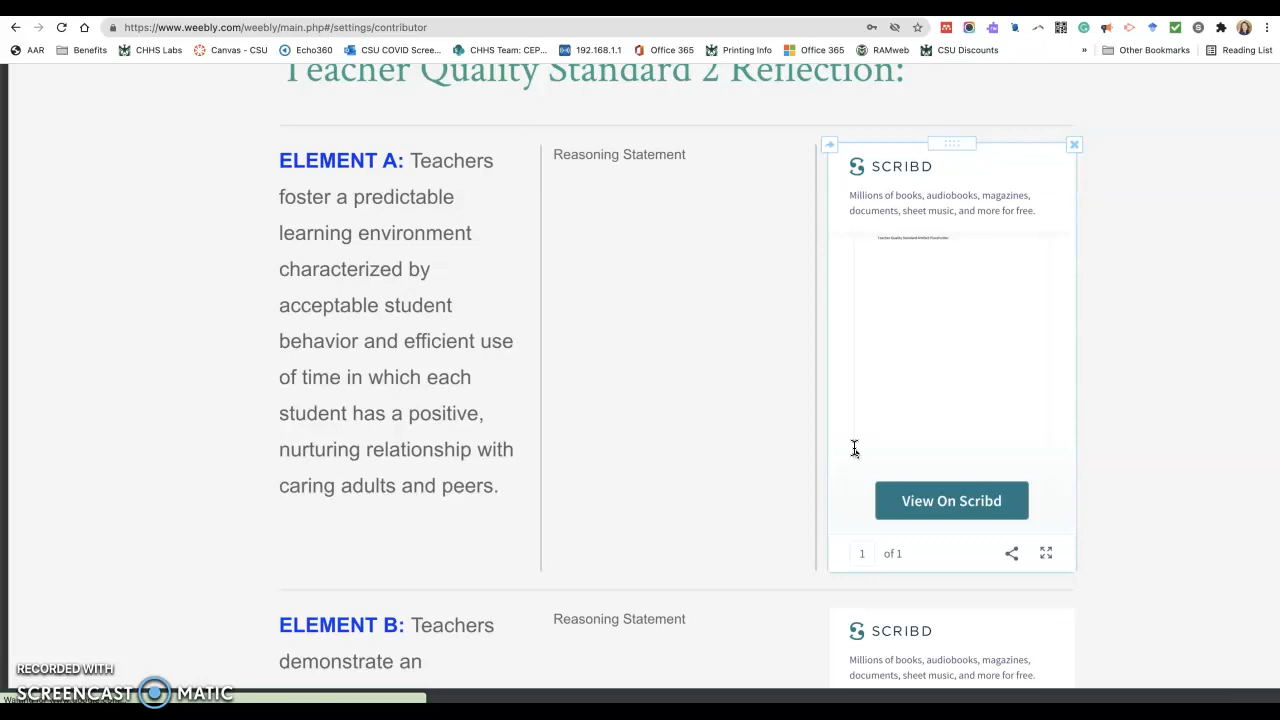 https://www.weebly.com/weebly/main.php#/settings/contributor
AAR Benefits CHHS Labs Canvas - CSU Echo360 CSU COVID Scree... CHHS Team: CEP... 192.168.1.1 Office 365 Printing Info Office 365 RAMweb CSU Discounts » Other Bookmarks Reading List
Teacher Quality Standard 2 Reflection:
ELEMENT A: Teachers
foster a predictable
learning environment
characterized by
acceptable student
behavior and efficient use
of time in which each
student has a positive,
nurturing relationship with
caring adults and peers.
Reasoning Statement
SCRIBD
Millions of books, audiobooks, magazines,
documents, sheet music, and more for free.
Teacher Quality Standard Artifact Placeholder
View On Scribd
1 of 1
ELEMENT B: Teachers
demonstrate an
Reasoning Statement
SCRIBD
Millions of books, audiobooks, magazines,
documents, sheet music, and more for free.
RECORDED WITH
SCREENCAST MATIC